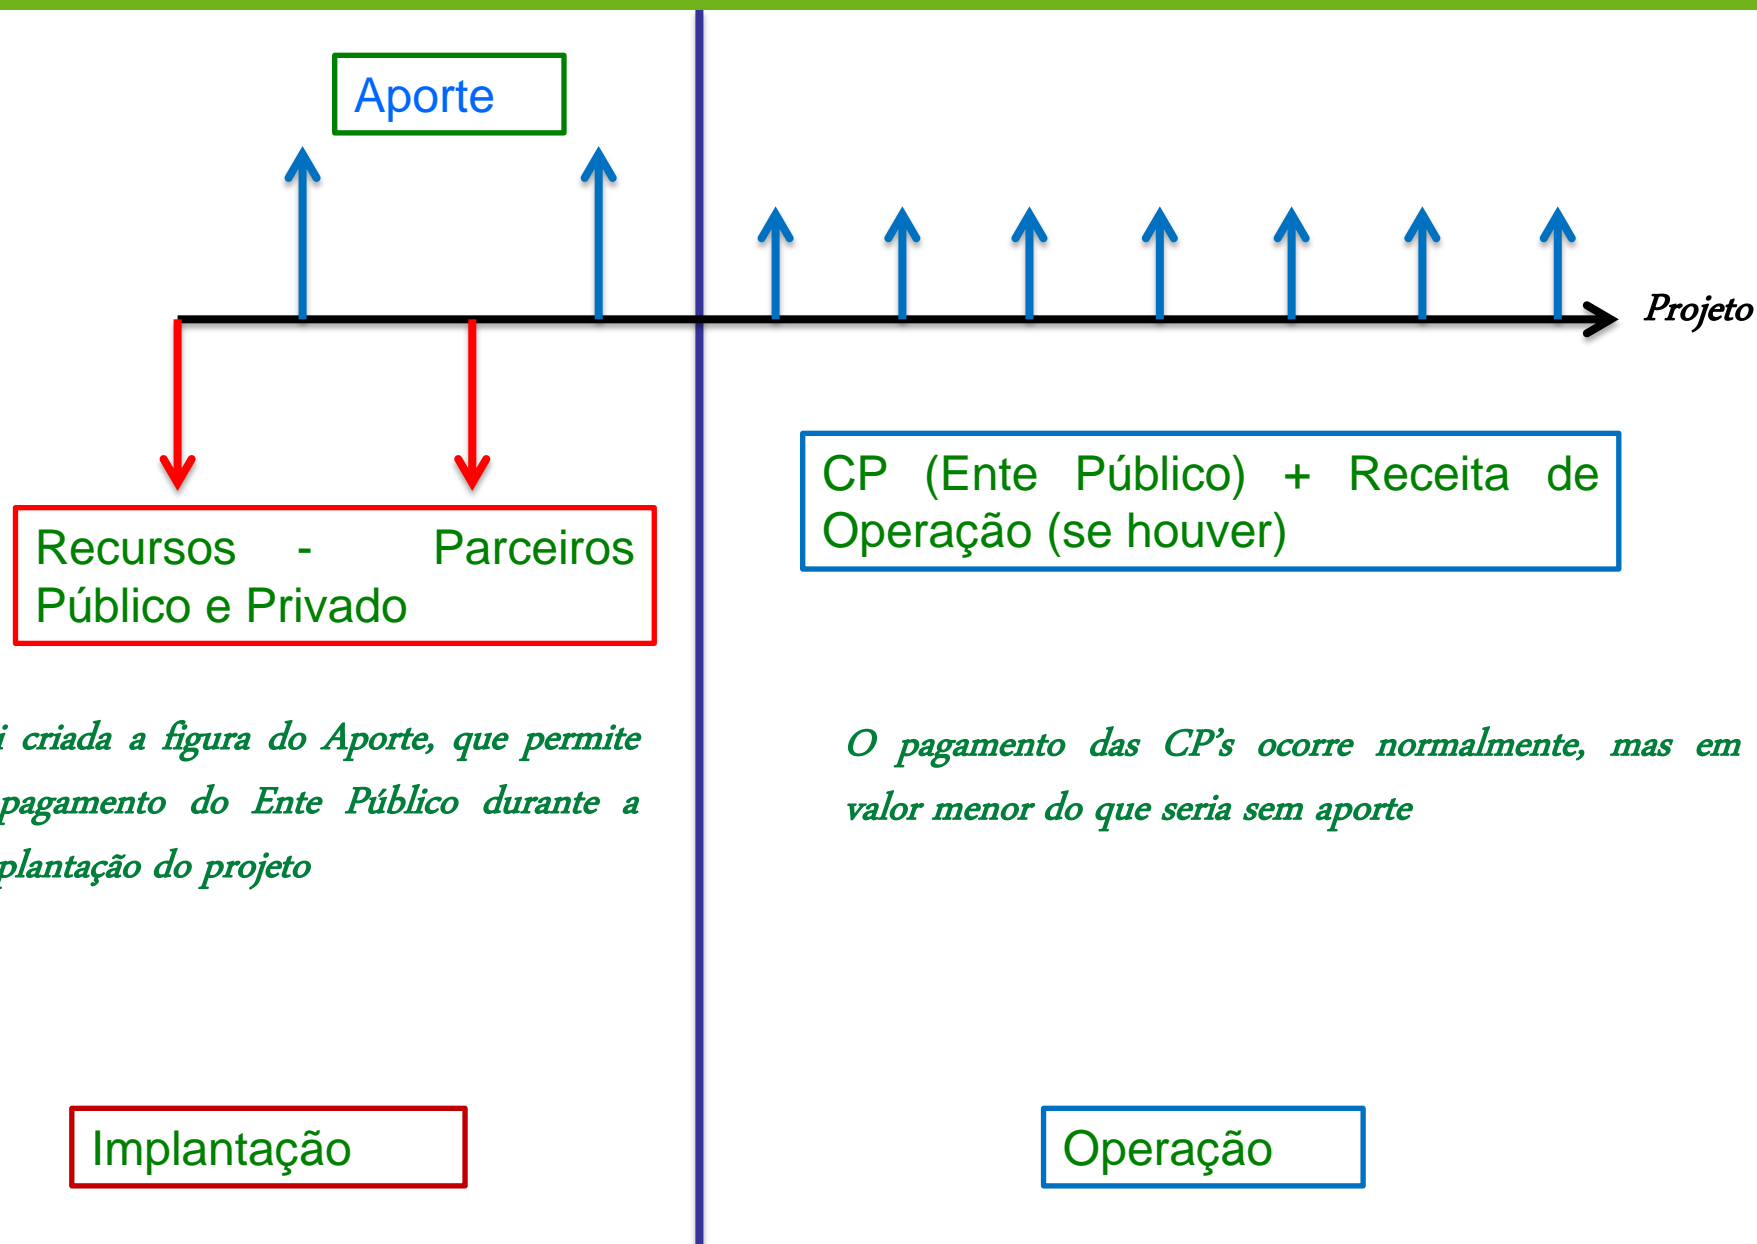 Aporte
Projeto
CP (Ente Público) + Receita de
Operação (se houver)
Recursos - Parceiros
Público e Privado
i criada a figura do Aporte, que permite
pagamento do Ente Público durante a
plantação do projeto
O pagamento das CP’s ocorre normalmente, mas em
valor menor do que seria sem aporte
Implantação
Operação